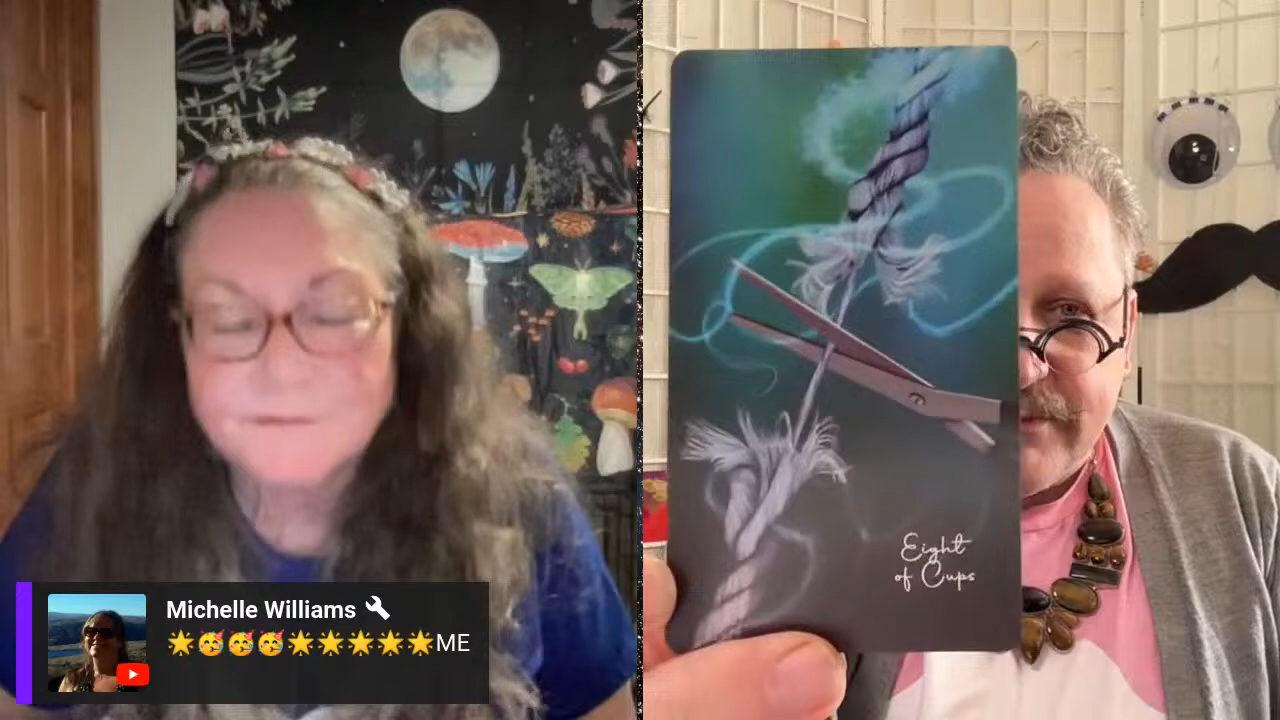 Michelle Williams 🔧
🌟🥳🥳🥳🌟🌟🌟🌟🌟ME
Eight
of Cups